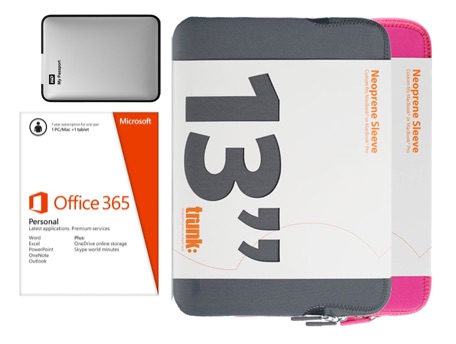 WD
My Passport
1 year subscription for one user
1 PC/Mac +1 tablet
Microsoft
Office 365
Personal
Latest applications. Premium services.
Word
Excel
PowerPoint
OneNote
Outlook
Plus:
OneDrive online storage
Skype world minutes
13”
trunk:
Neoprene Sleeve
Neoprene Sleeve